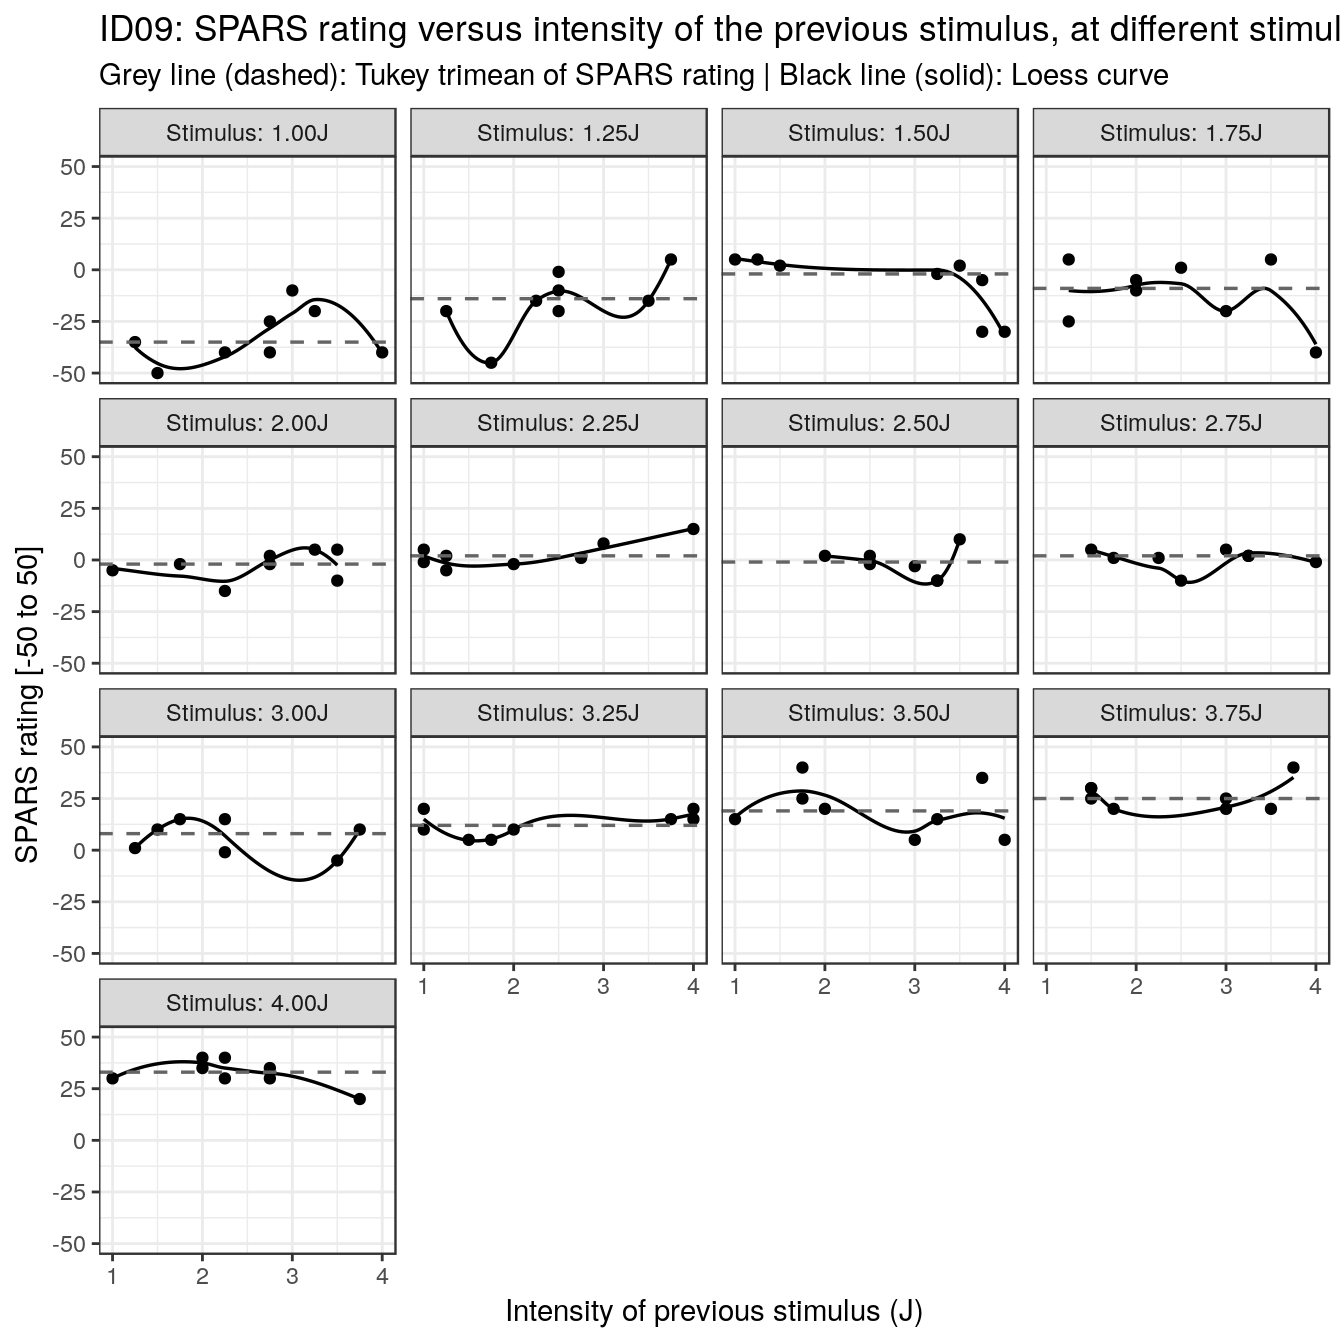 ID09: SPARS rating versus intensity of the previous stimulus, at different stimul
Grey line (dashed): Tukey trimean of SPARS rating | Black line (solid): Loess curve
Stimulus: 1.00J Stimulus: 1.25J Stimulus: 1.50J Stimulus: 1.75J
50
25
0
-25
-50
Stimulus: 2.00J Stimulus: 2.25J Stimulus: 2.50J Stimulus: 2.75J
50
25
0
-25
-50
SPARS rating [-50 to 50]
Stimulus: 3.00J Stimulus: 3.25J Stimulus: 3.50J Stimulus: 3.75J
50
25
0
-25
-50
1 2 3 4 1 2 3 4 1 2 3 4
Stimulus: 4.00J
50
25
0
-25
-50
1 2 3 4
Intensity of previous stimulus (J)